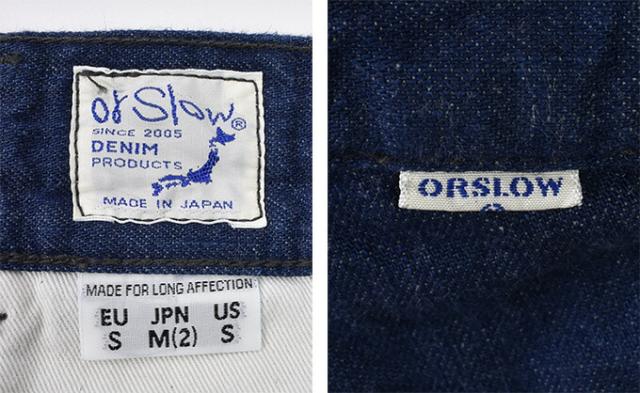 orSlow®
SINCE 2005
DENIM
PRODUCTS
MADE IN JAPAN
MADE FOR LONG AFFECTION
EU JPN US
S M(2) S
ORSLOW